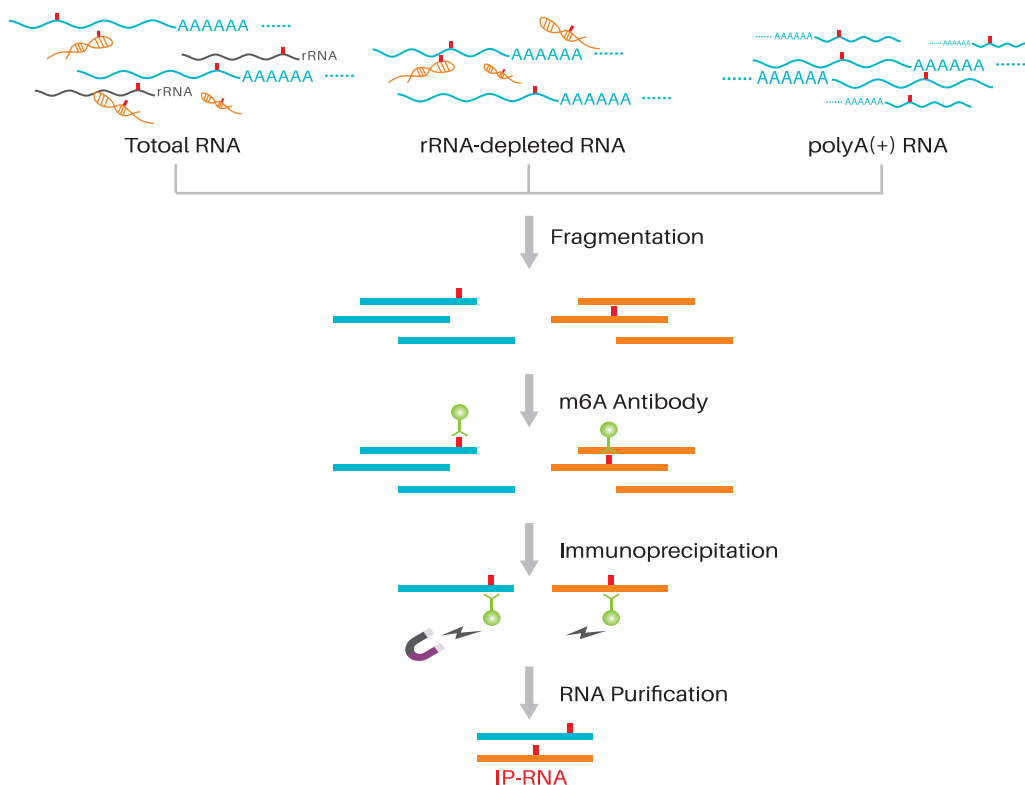 AAAAAA ······
rRNA
AAAAAA ······
rRNA
Totoal RNA
AAAAAA ······
AAAAAA ······
rRNA-depleted RNA
······ AAAAAA
······ AAAAAA
AAAAAA ······
······ AAAAAA
······ AAAAAA
polyA(+) RNA
Fragmentation
m6A Antibody
Immunoprecipitation
RNA Purification
IP-RNA